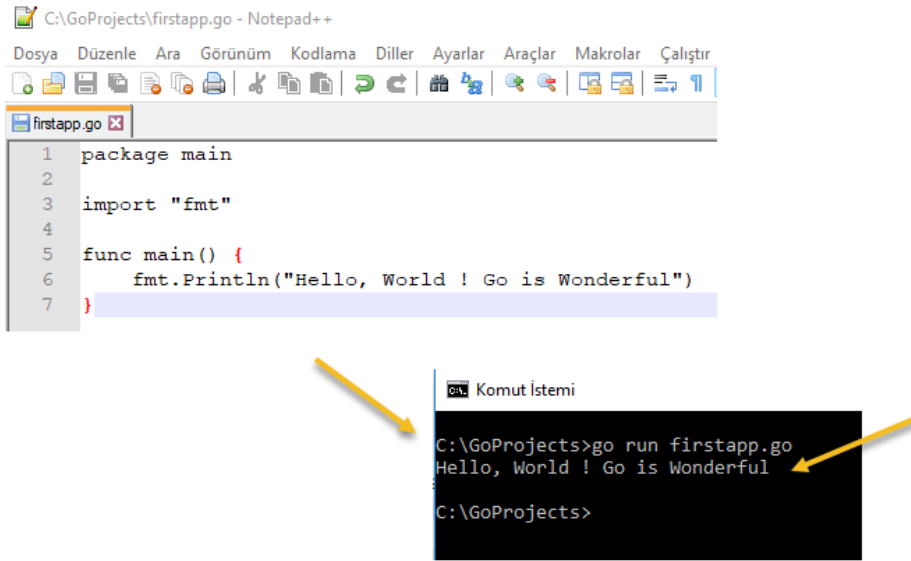 C:\GoProjects\firstapp.go - Notepad++
Dosya Düzenle Ara Görünüm Kodlama Diller Ayarlar Araçlar Makrolar Çalıştır
firstapp.go
1 package main
2
3 import "fmt"
4
5 func main() {
6 fmt.Println("Hello, World ! Go is Wonderful")
7 }
Komut İstemi
C:\GoProjects>go run firstapp.go
Hello, World ! Go is Wonderful
C:\GoProjects>